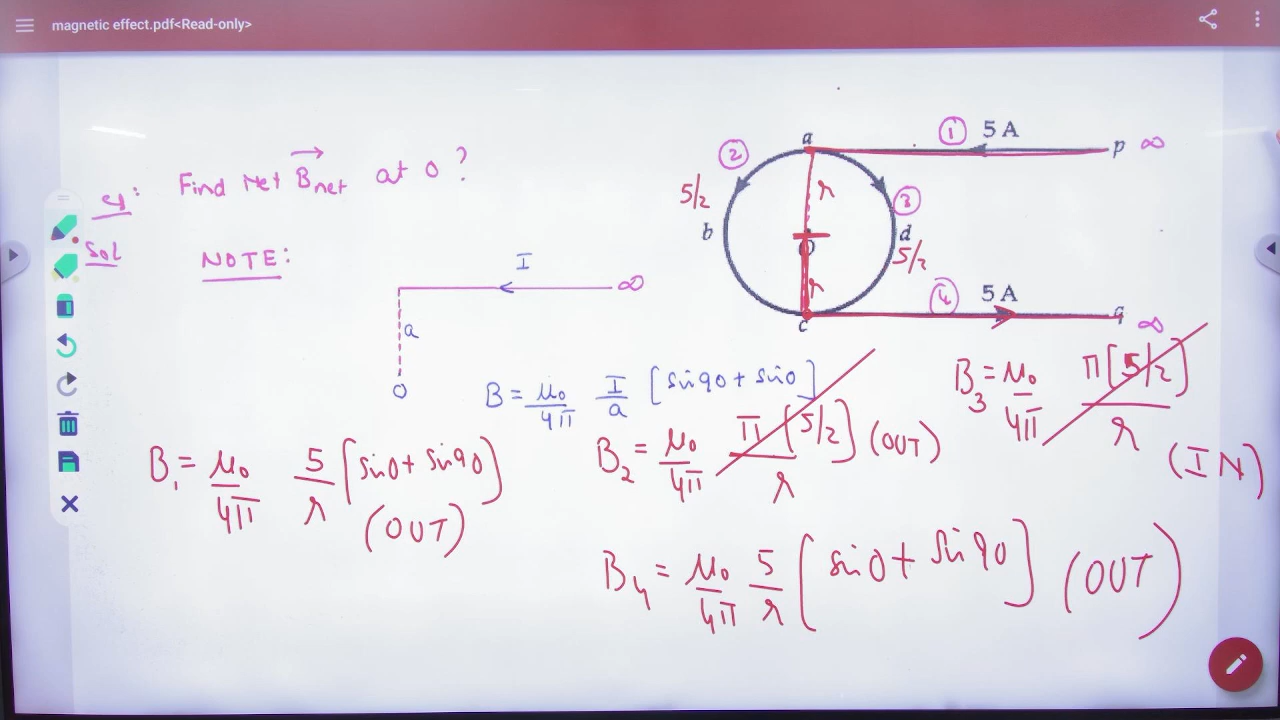 magnetic effect.pdf<Read-only>
Q: Find Net B⃗net at O ?
Sol
NOTE:
I
∞
a
O
B = μ₀/4π I/a [sin90 + sin0]
a
① 5 A
p ∞
②
5/2
r
③
b
O
d
5/2
r
④ 5 A
c
q ∞
B₁ = μ₀/4π 5/r [sin0 + sin90] (OUT)
B₂ = μ₀/4π π[5/2]/r (OUT)
B₃ = μ₀/4π π[5/2]/r (IN)
B₄ = μ₀/4π 5/r [sin0 + sin90] (OUT)